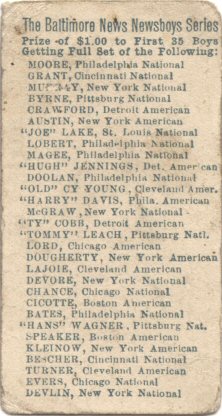 The Baltimore News Newsboys Series
Prize of $1.00 to First 35 Boys
Getting Full Set of the Following:
MOORE, Philadelphia National
GRANT, Cincinnati National
MURRAY, New York National
BYRNE, Pittsburg National
CRAWFORD, Detroit American
AUSTIN, New York American
"JOE" LAKE, St. Louis National
LOBERT, Philadelphia National
MAGEE, Philadelphia National
"HUGH" JENNINGS, Det. American
DOOLAN, Philadelphia National
"OLD" CY YOUNG, Cleveland Amer.
"HARRY" DAVIS, Phila. American
McGRAW, New York National
"TY" COBB, Detroit American
"TOMMY" LEACH, Pittsburg Natl.
LORD, Chicago American
DOUGHERTY, New York American
LAJOIE, Cleveland American
DEVORE, New York National
CHANCE, Chicago National
CICOTTE, Boston American
BATES, Philadelphia National
"HANS" WAGNER, Pittsburg Nat.
SPEAKER, Boston American
KLEINOW, New York American
BESCHER, Cincinnati National
TURNER, Cleveland American
EVERS, Chicago National
DEVLIN, New York National